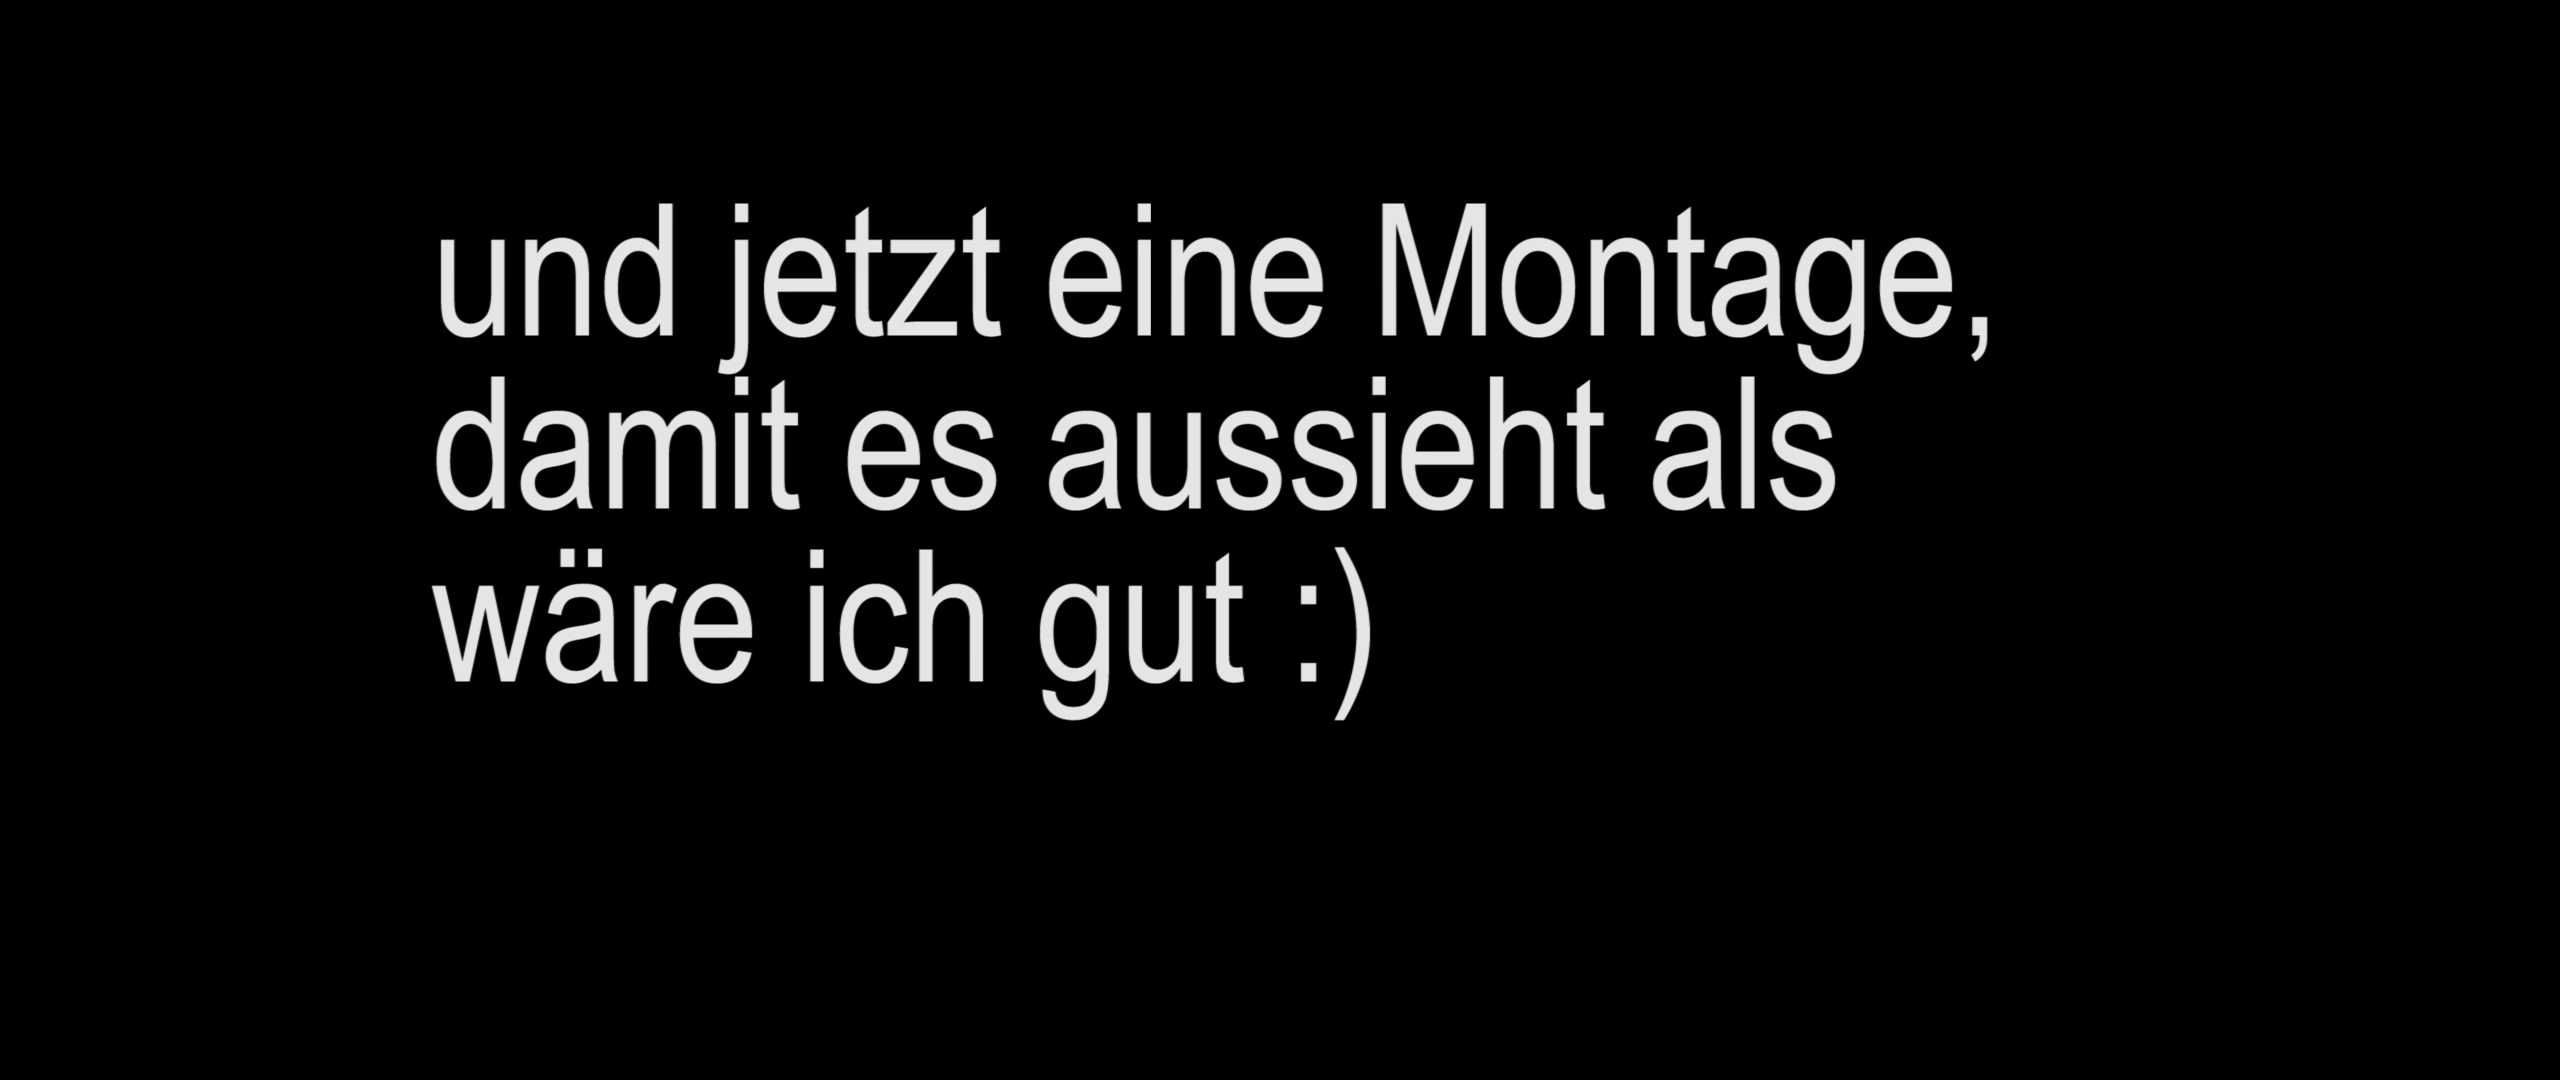 und jetzt eine Montage,
damit es aussieht als
wäre ich gut :)